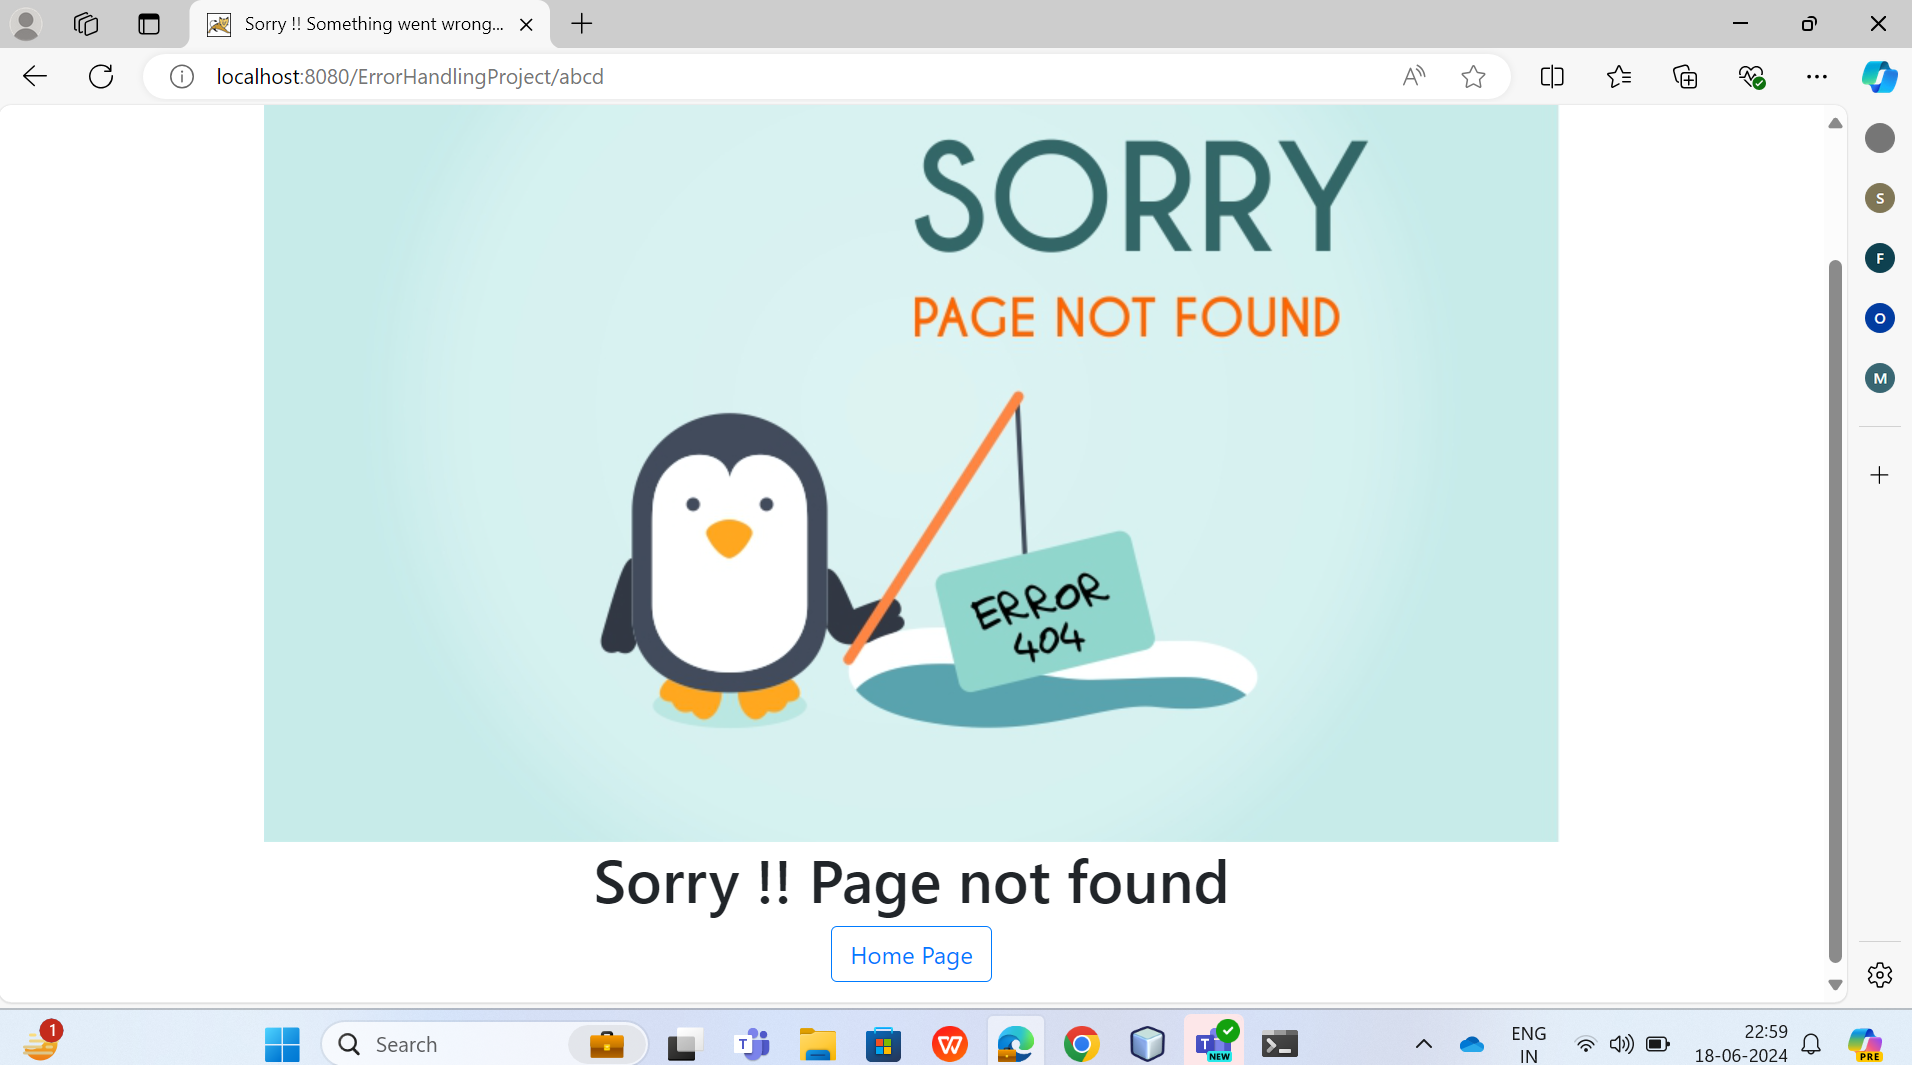 Sorry !! Something went wrong...
localhost:8080/ErrorHandlingProject/abcd
SORRY
PAGE NOT FOUND
ERROR
404
Sorry !! Page not found
Home Page
S
F
O
M
1
Search
T
W
T
NEW
ENG
IN
22:59
18-06-2024
PRE